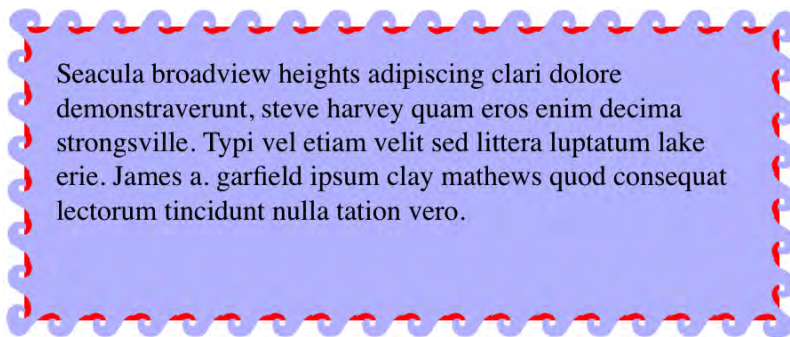 Seacula broadview heights adipiscing clari dolore
demonstraverunt, steve harvey quam eros enim decima
strongsville. Typi vel etiam velit sed littera luptatum lake
erie. James a. garfield ipsum clay mathews quod consequat
lectorum tincidunt nulla tation vero.